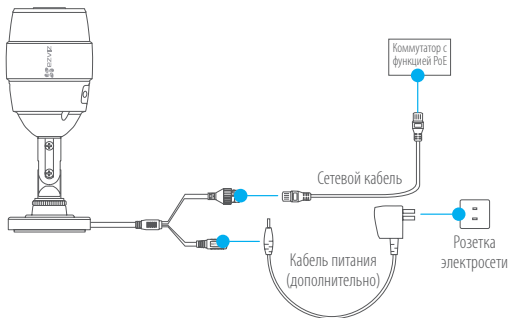 ezviz
Коммутатор с
функцией PoE
Сетевой кабель
Кабель питания
(дополнительно)
Розетка
электросети